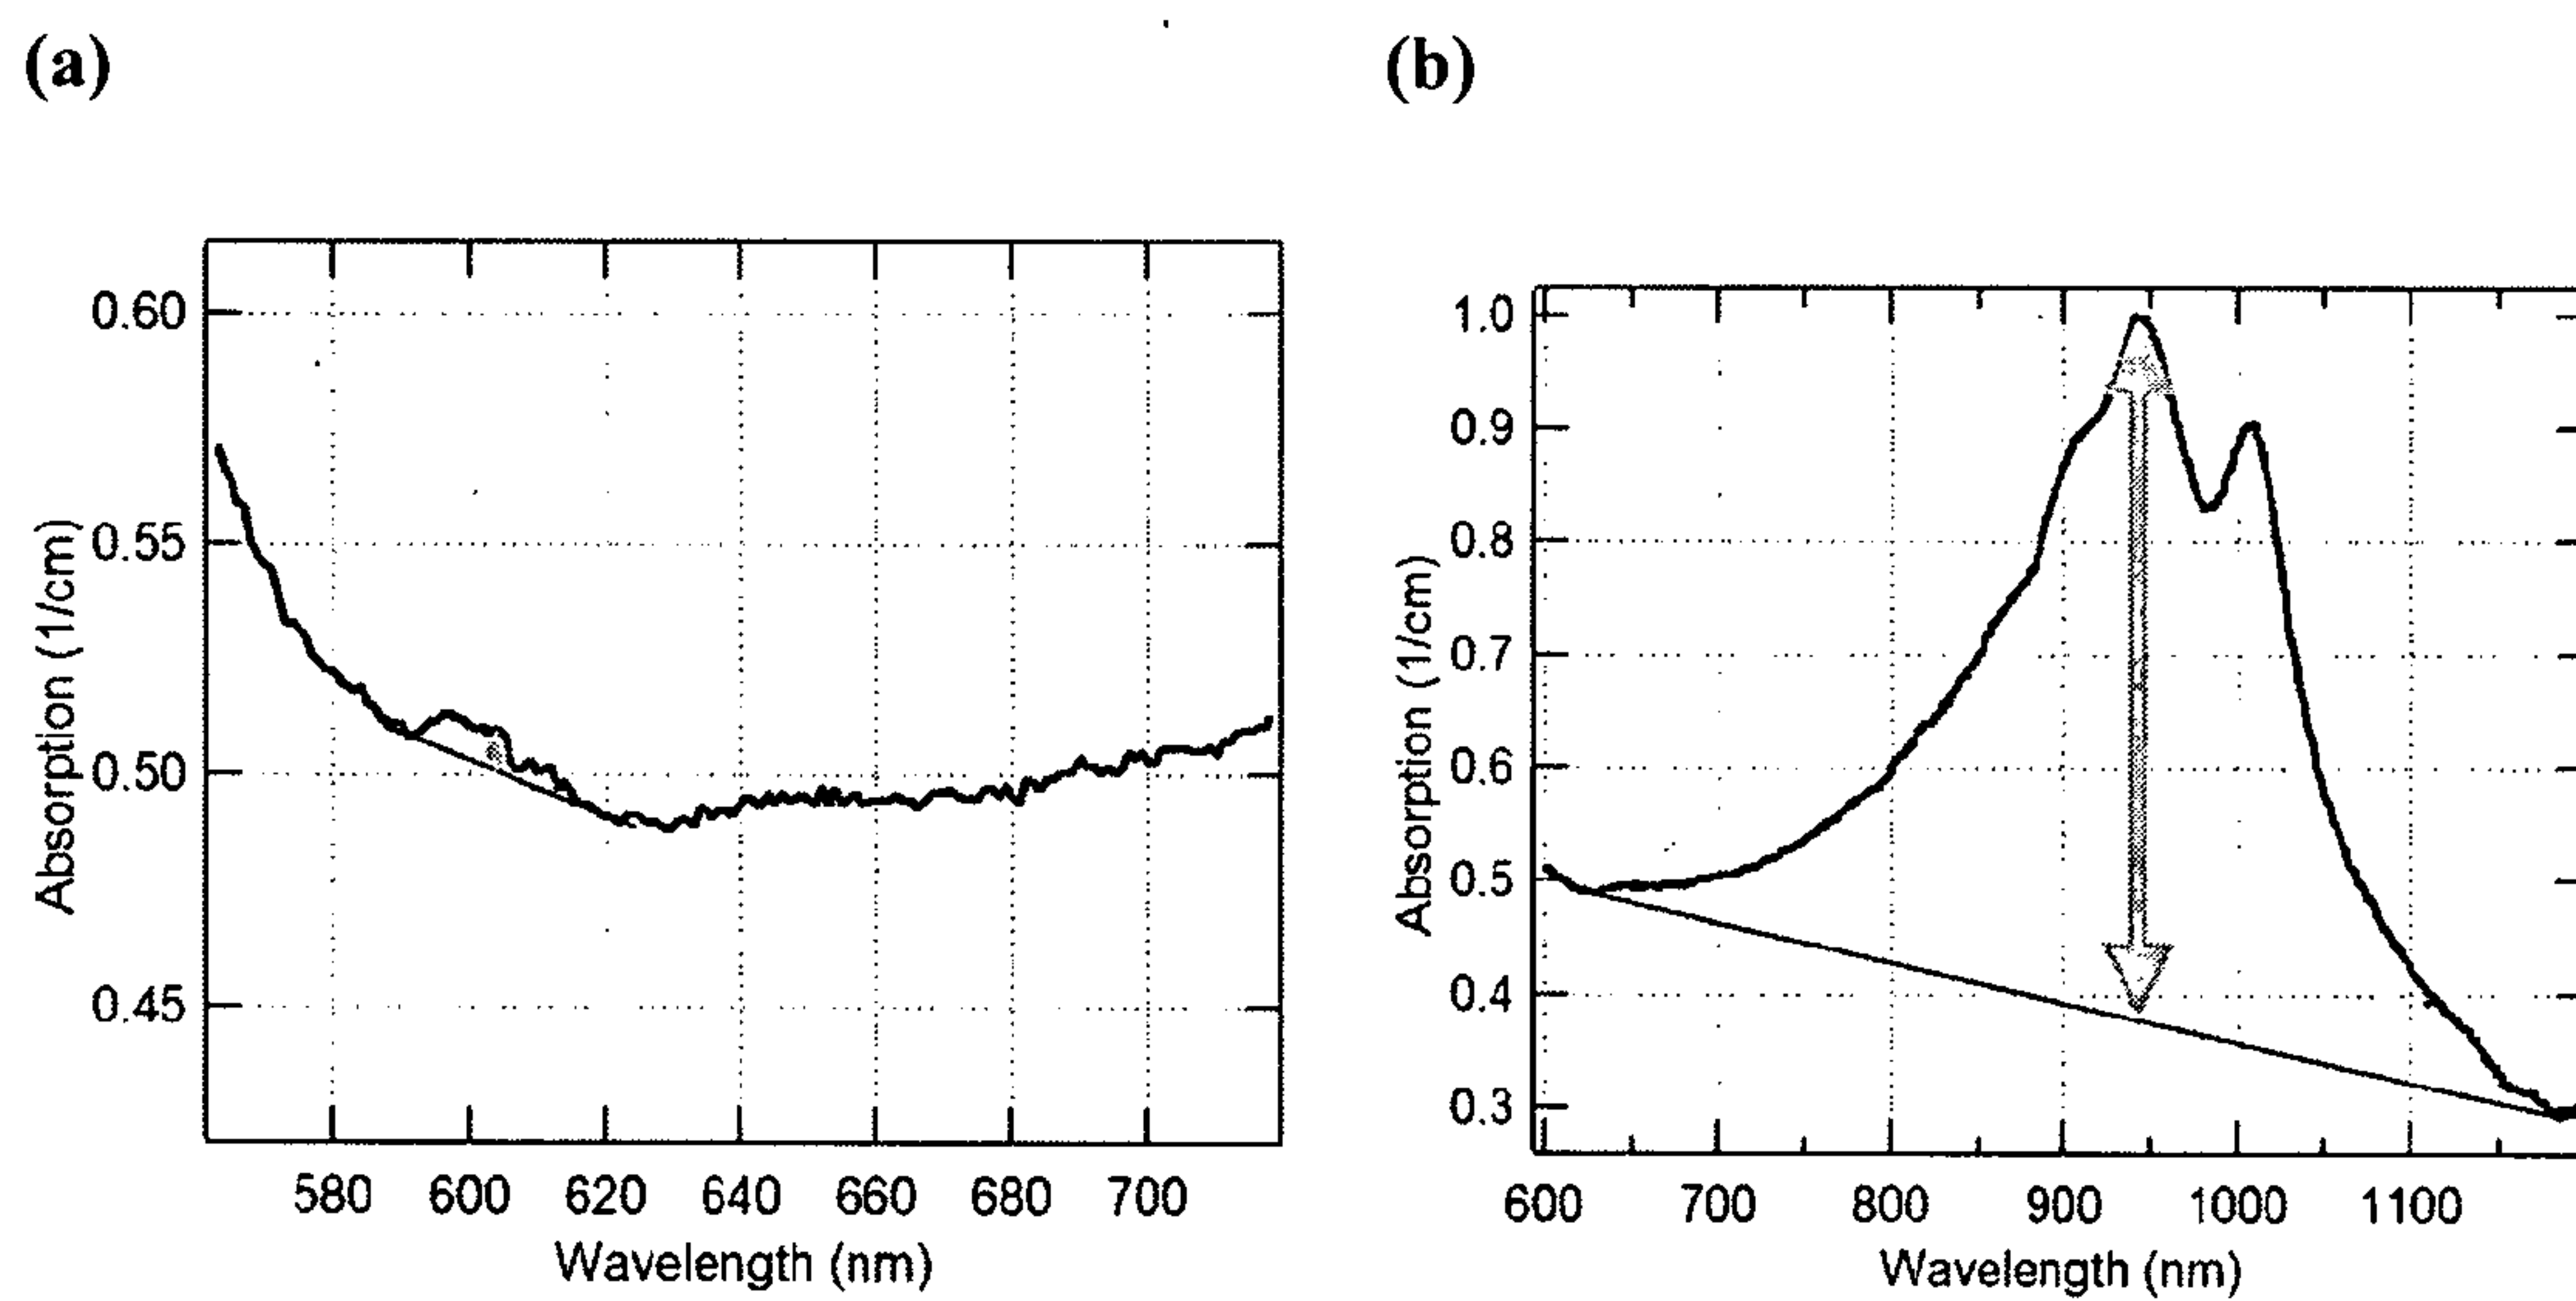 (a)
(b)
0.60
0.55
0.50
0.45
Absorption (1/cm)
580 600 620 640 660 680 700
Wavelength (nm)
1.0
0.9
0.8
0.7
0.6
0.5
0.4
0.3
Absorption (1/cm)
600 700 800 900 1000 1100
Wavelength (nm)